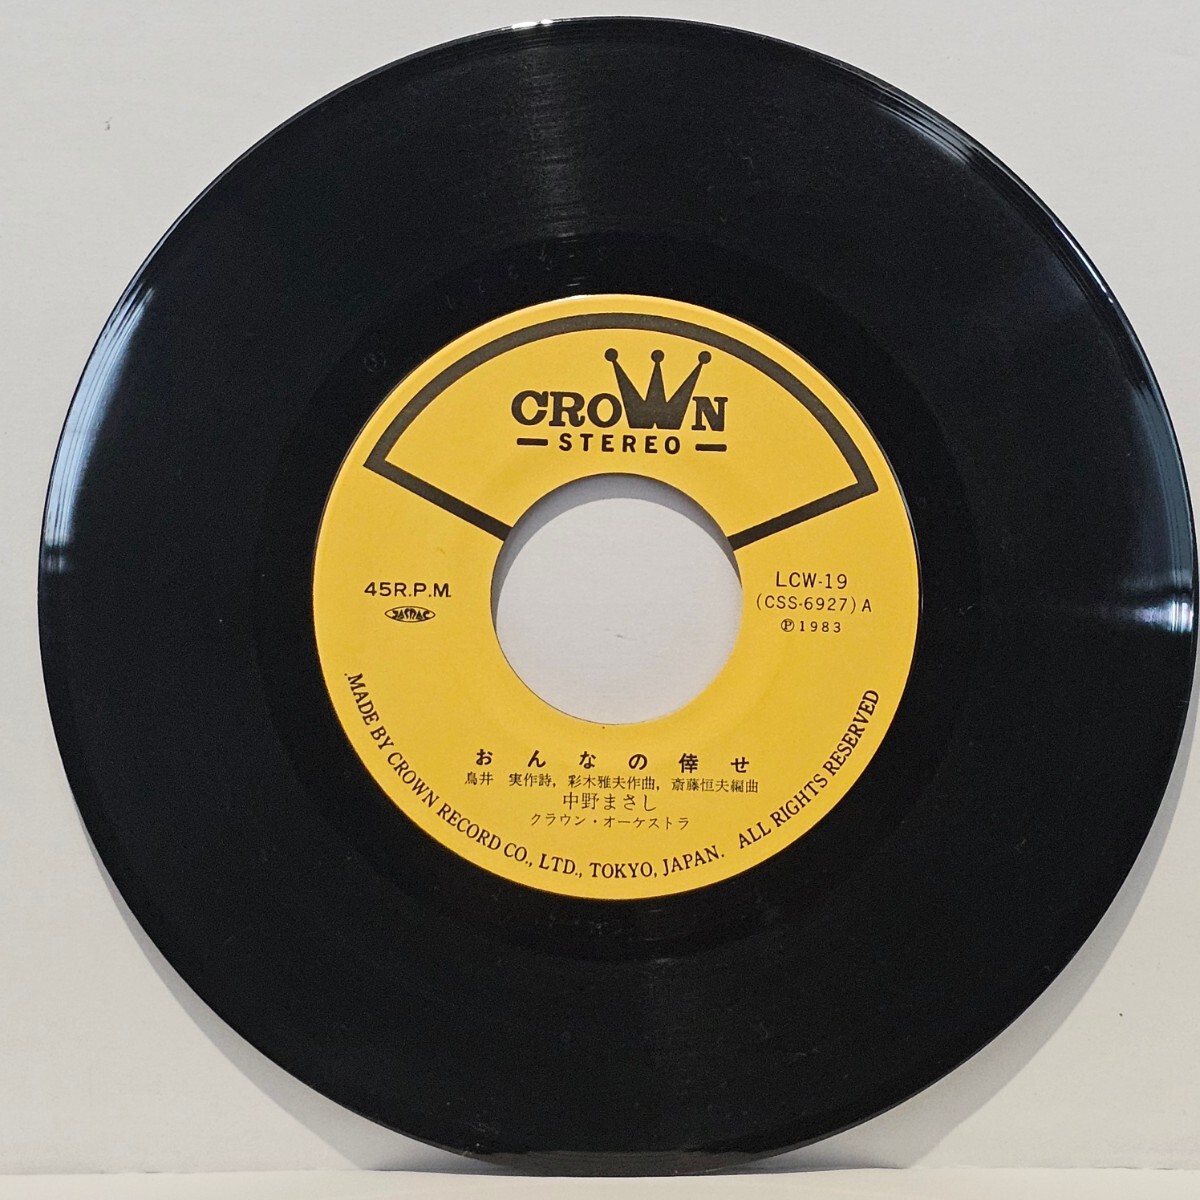 CROWN
STEREO
45R.P.M.
JASRAC
LCW-19
(CSS-6927)A
Ⓟ1983
おんなの倖せ
鳥井 実作詩, 彩木雅夫作曲, 斎藤恒夫編曲
中野まさし
クラウン・オーケストラ
.MADE BY CROWN RECORD CO., LTD., TOKYO, JAPAN. ALL RIGHTS RESERVED